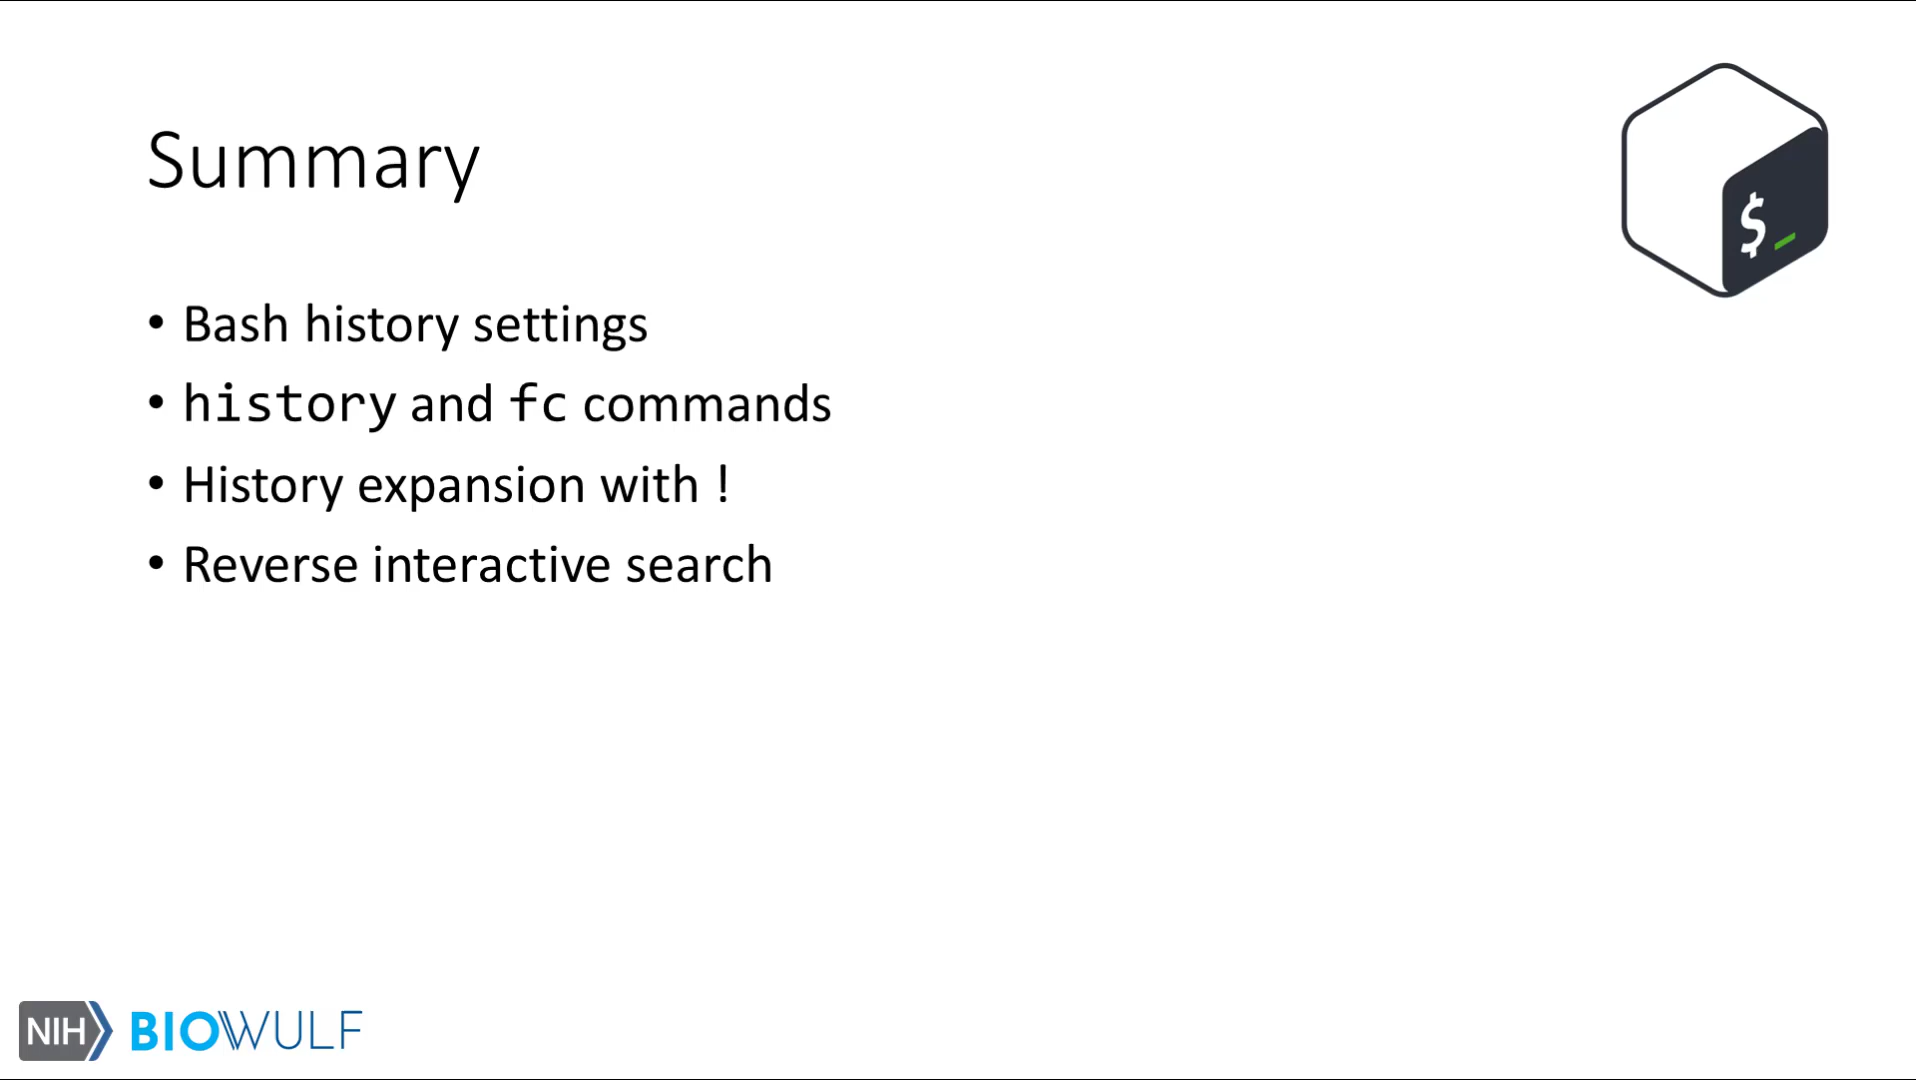 Summary
$_
• Bash history settings
• history and fc commands
• History expansion with !
• Reverse interactive search
NIH BIOWULF